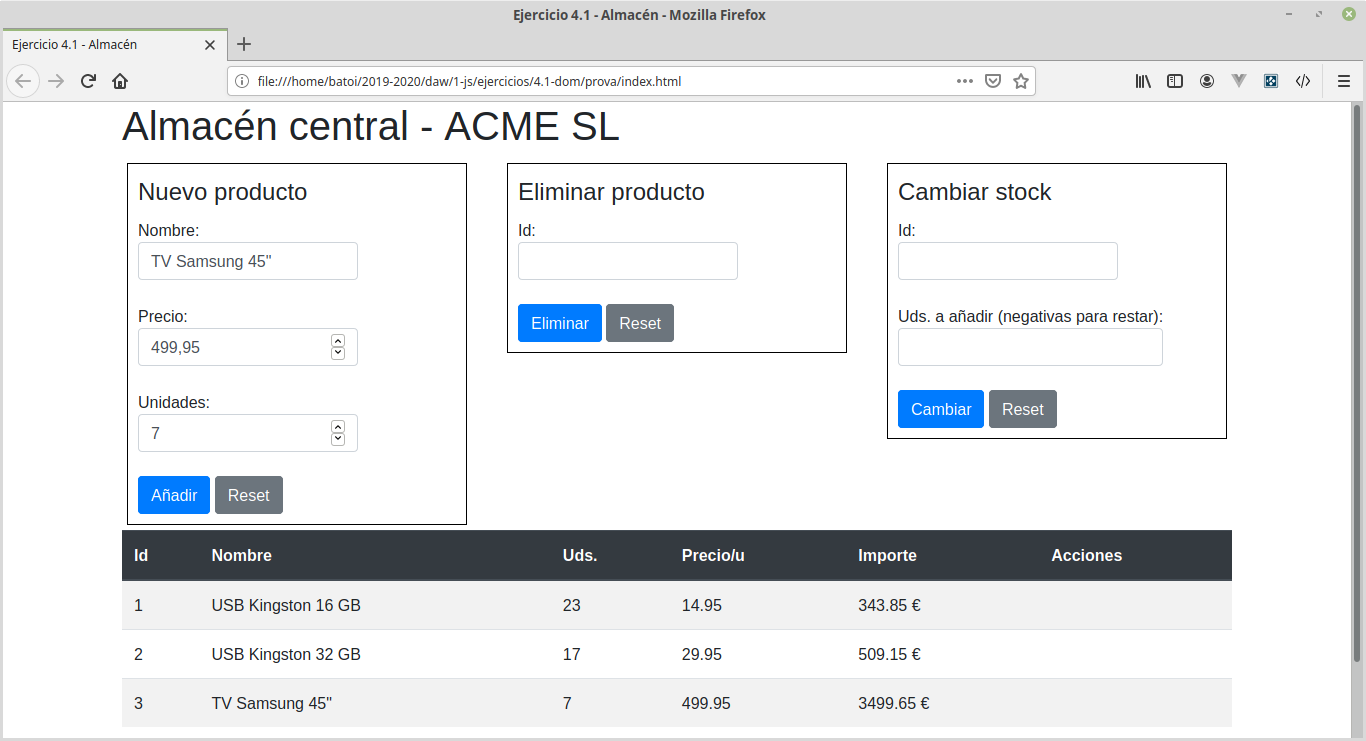 Ejercicio 4.1 - Almacén - Mozilla Firefox
Ejercicio 4.1 - Almacén
file:///home/batoi/2019-2020/daw/1-js/ejercicios/4.1-dom/prova/index.html
Almacén central - ACME SL
Nuevo producto
Nombre:
TV Samsung 45"
Precio:
499,95
Unidades:
7
Añadir Reset
Eliminar producto
Id:
Eliminar Reset
Cambiar stock
Id:
Uds. a añadir (negativas para restar):
Cambiar Reset
Id Nombre Uds. Precio/u Importe Acciones
1 USB Kingston 16 GB 23 14.95 343.85 €
2 USB Kingston 32 GB 17 29.95 509.15 €
3 TV Samsung 45" 7 499.95 3499.65 €